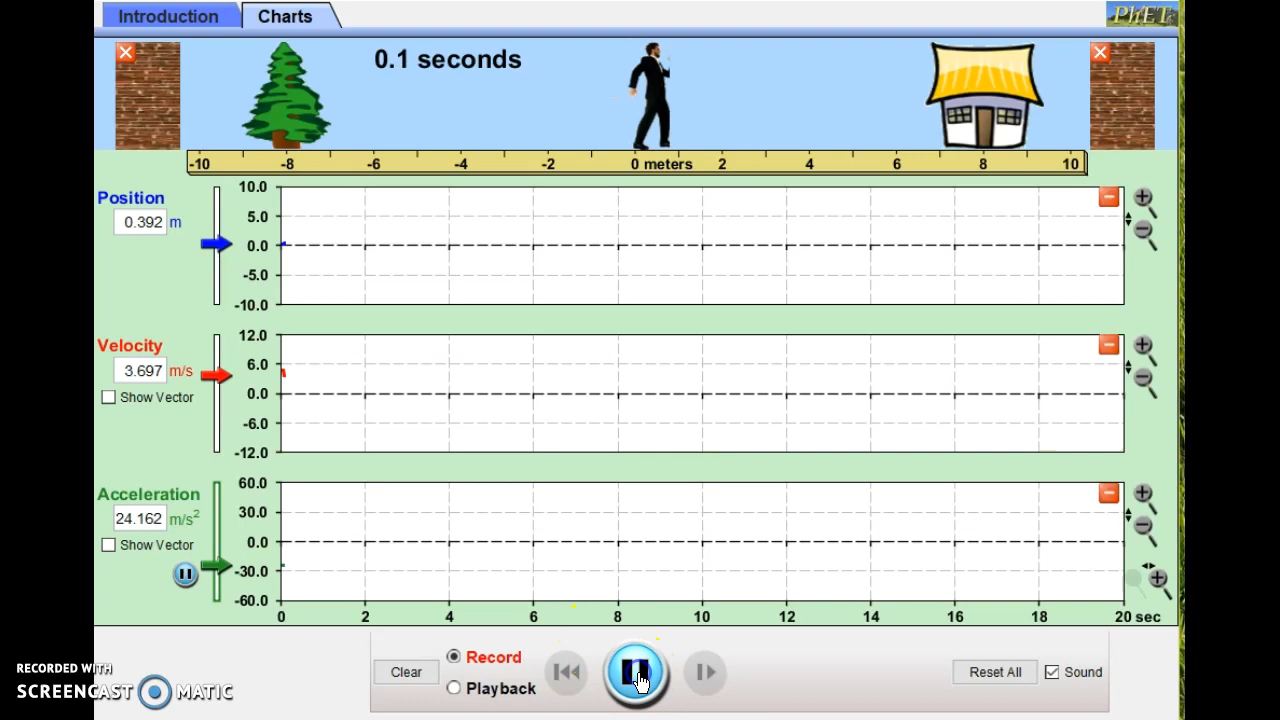 Introduction
Charts
PhET
0.1 seconds
-10 -8 -6 -4 -2 0 meters 2 4 6 8 10
Position
0.392 m
10.0
5.0
0.0
-5.0
-10.0
Velocity
3.697 m/s
Show Vector
12.0
6.0
0.0
-6.0
-12.0
Acceleration
24.162 m/s²
Show Vector
60.0
30.0
0.0
-30.0
-60.0
0 2 4 6 8 10 12 14 16 18 20 sec
Clear
Record
Playback
Reset All
Sound
RECORDED WITH
SCREENCAST MATIC